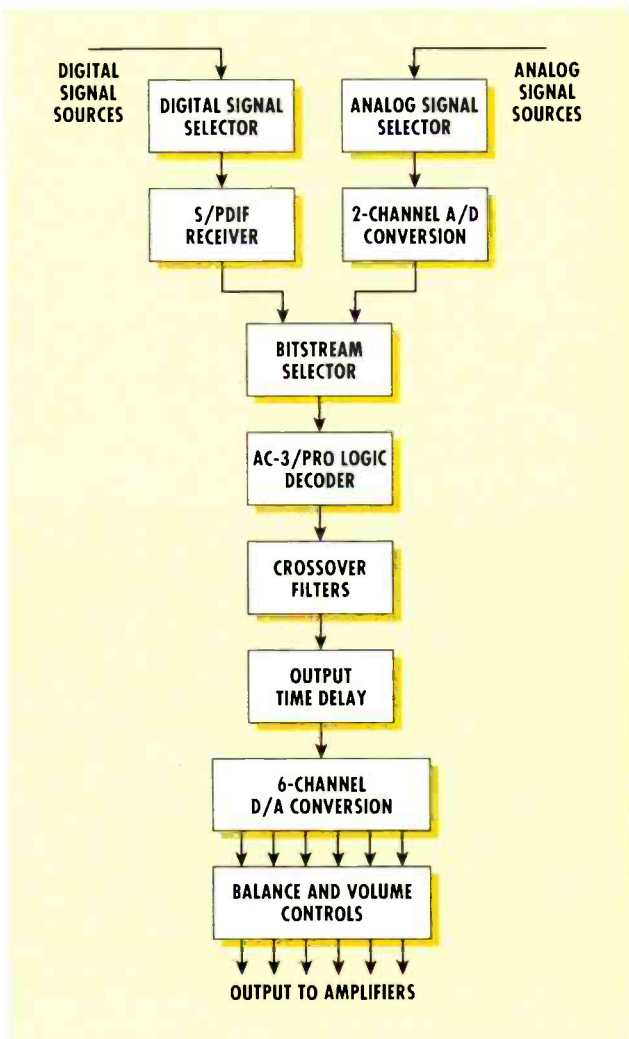 DIGITAL
SIGNAL
SOURCES
ANALOG
SIGNAL
SOURCES
DIGITAL SIGNAL
SELECTOR
ANALOG SIGNAL
SELECTOR
S/PDIF
RECEIVER
2-CHANNEL A/D
CONVERSION
BITSTREAM
SELECTOR
AC-3/PRO LOGIC
DECODER
CROSSOVER
FILTERS
OUTPUT
TIME DELAY
6-CHANNEL
D/A CONVERSION
BALANCE AND VOLUME
CONTROLS
OUTPUT TO AMPLIFIERS